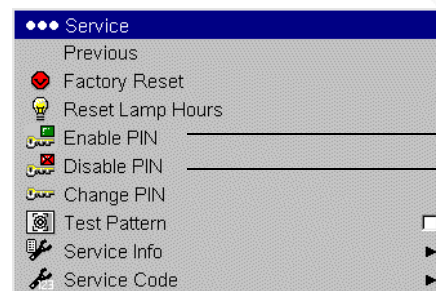 Service
Previous
Factory Reset
Reset Lamp Hours
Enable PIN
Disable PIN
Change PIN
Test Pattern
Service Info
Service Code